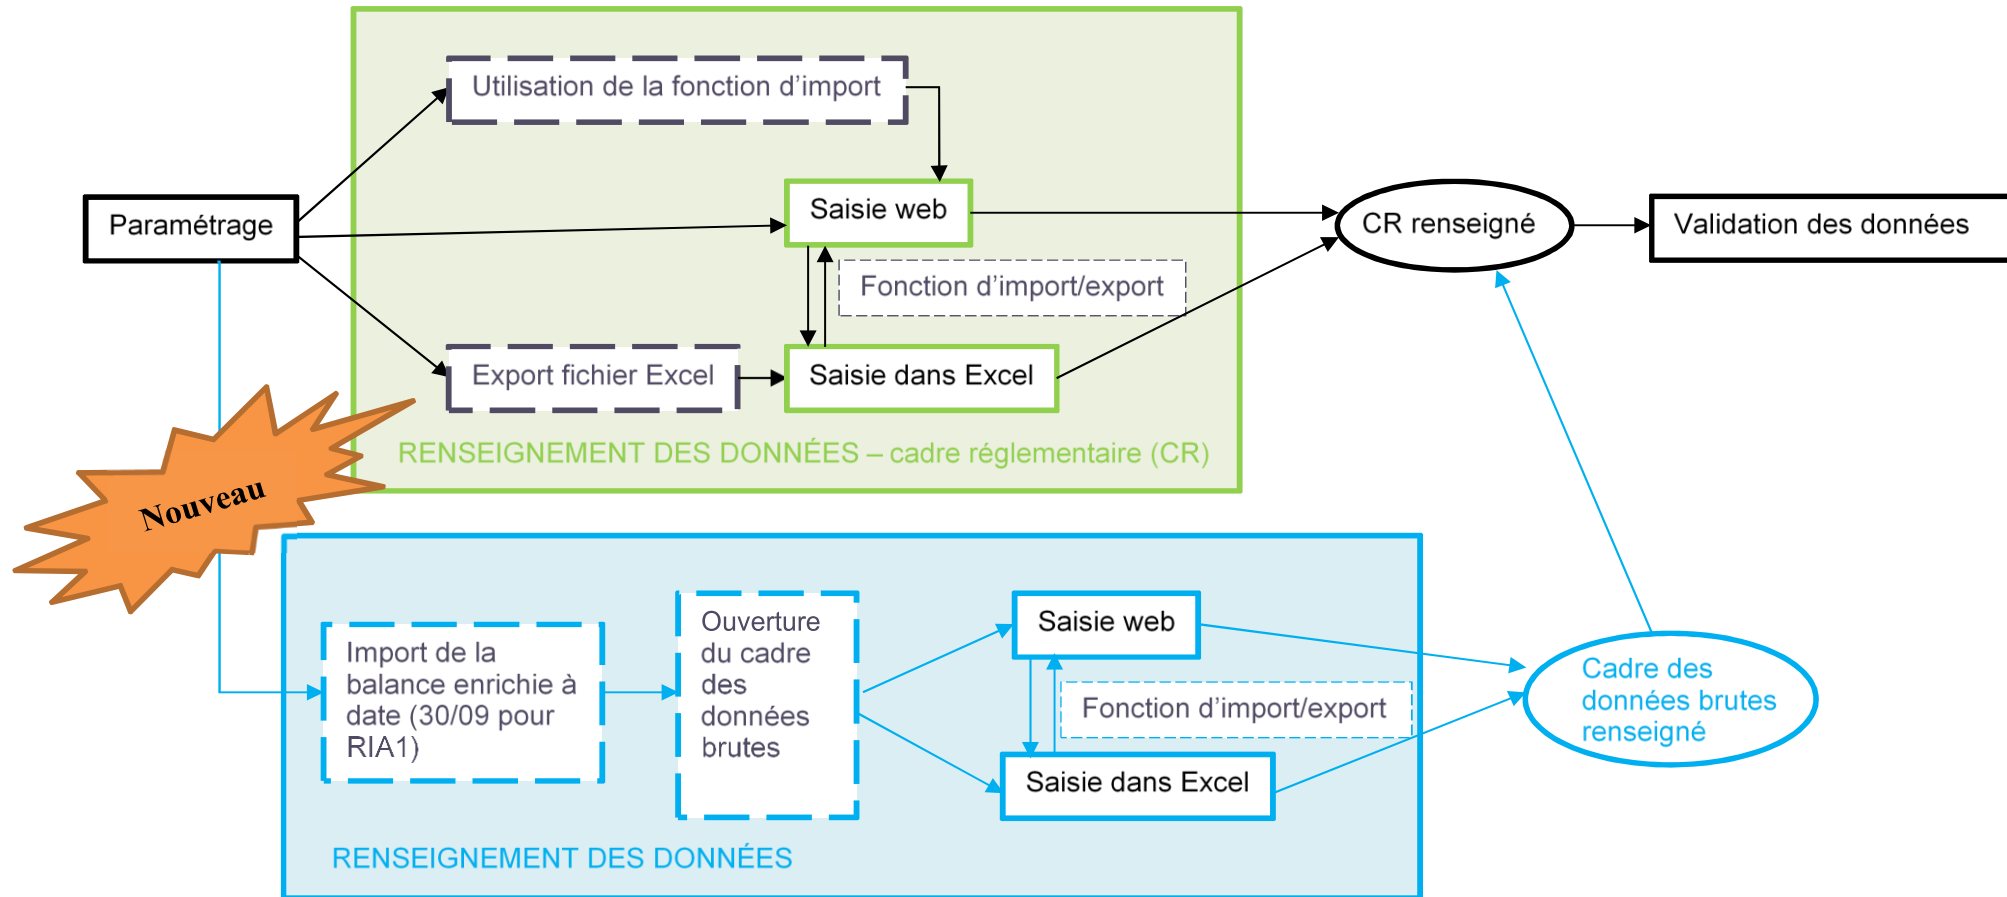 Utilisation de la fonction d’import
Paramétrage
Saisie web
CR renseigné
Validation des données
Fonction d’import/export
Export fichier Excel
Saisie dans Excel
RENSEIGNEMENT DES DONNÉES – cadre réglementaire (CR)
Nouveau
Import de la
balance enrichie à
date (30/09 pour
RIA1)
Ouverture
du cadre
des
données
brutes
Saisie web
Fonction d’import/export
Saisie dans Excel
Cadre des
données brutes
renseigné
RENSEIGNEMENT DES DONNÉES